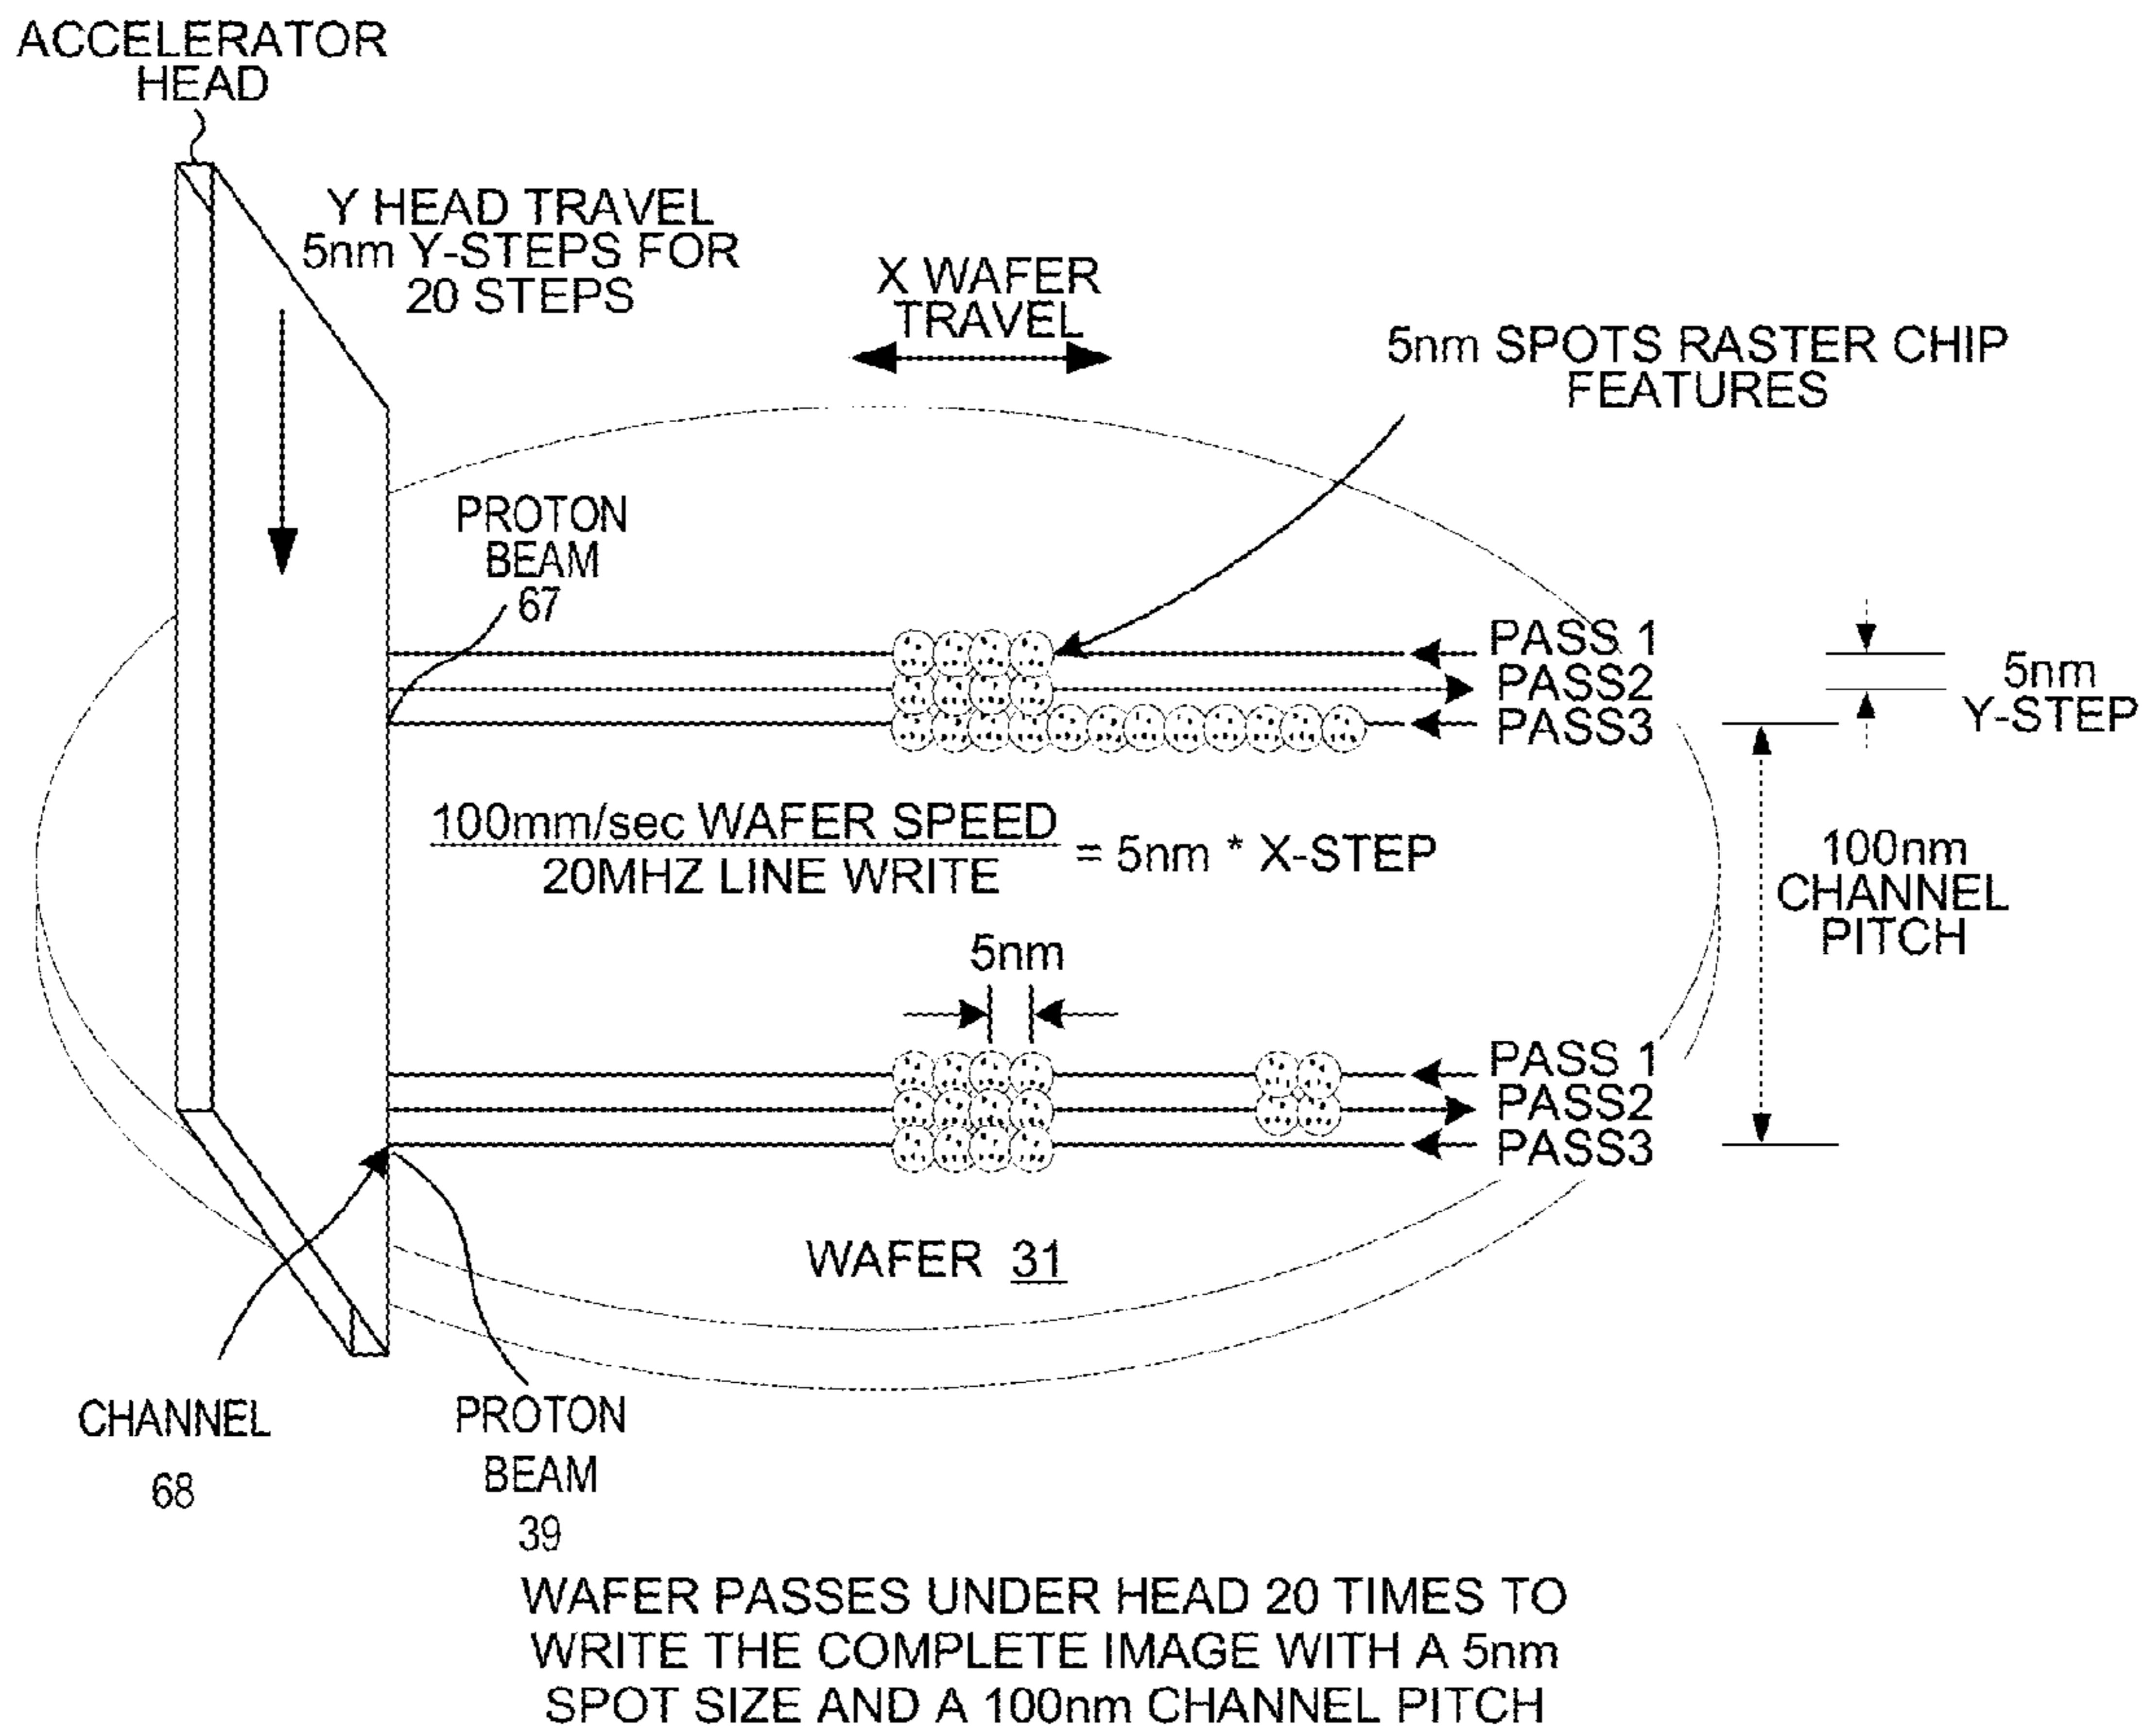 ACCELERATOR
HEAD
Y HEAD TRAVEL
5nm Y-STEPS FOR
20 STEPS
X WAFER
TRAVEL
5nm SPOTS RASTER CHIP
FEATURES
PROTON
BEAM
67
PASS 1
PASS2
PASS3
5nm
Y-STEP
100mm/sec WAFER SPEED
20MHZ LINE WRITE
= 5nm * X-STEP
100nm
CHANNEL
PITCH
5nm
PASS 1
PASS2
PASS3
WAFER 31
CHANNEL
68
PROTON
BEAM
39
WAFER PASSES UNDER HEAD 20 TIMES TO
WRITE THE COMPLETE IMAGE WITH A 5nm
SPOT SIZE AND A 100nm CHANNEL PITCH